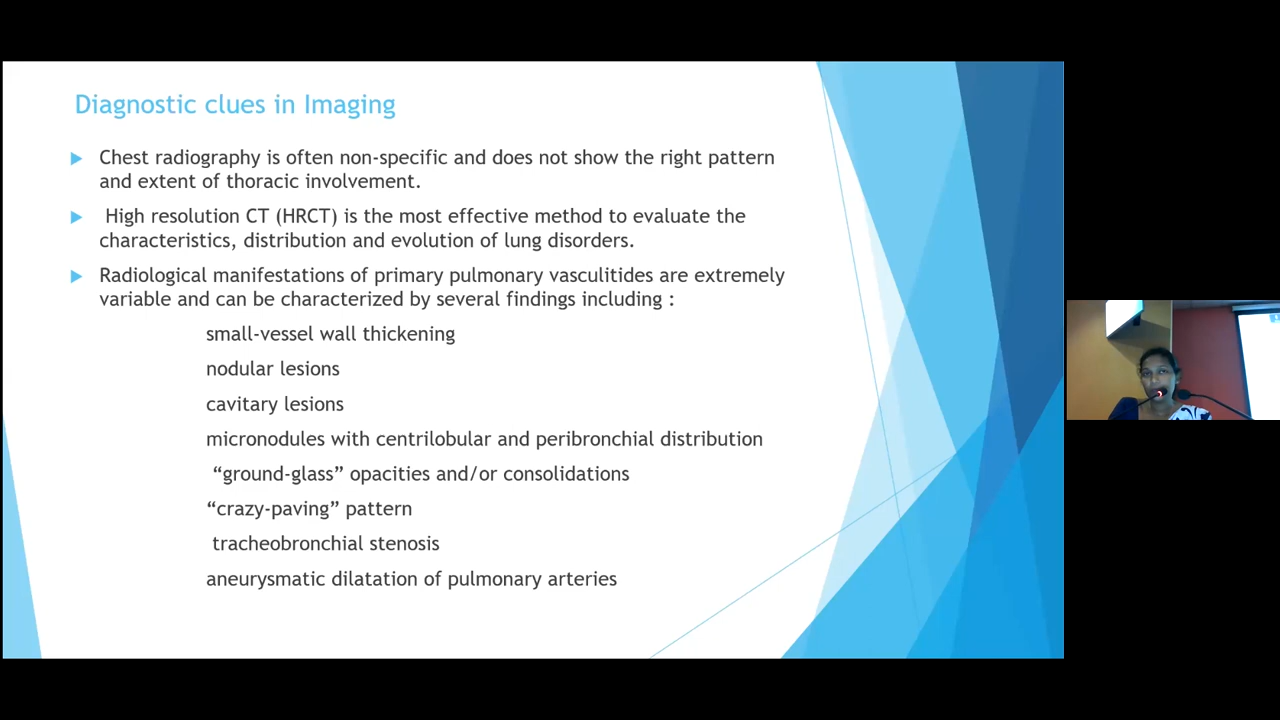 Diagnostic clues in Imaging
Chest radiography is often non-specific and does not show the right pattern
and extent of thoracic involvement.
High resolution CT (HRCT) is the most effective method to evaluate the
characteristics, distribution and evolution of lung disorders.
Radiological manifestations of primary pulmonary vasculitides are extremely
variable and can be characterized by several findings including :
small-vessel wall thickening
nodular lesions
cavitary lesions
micronodules with centrilobular and peribronchial distribution
“ground-glass” opacities and/or consolidations
“crazy-paving” pattern
tracheobronchial stenosis
aneurysmatic dilatation of pulmonary arteries